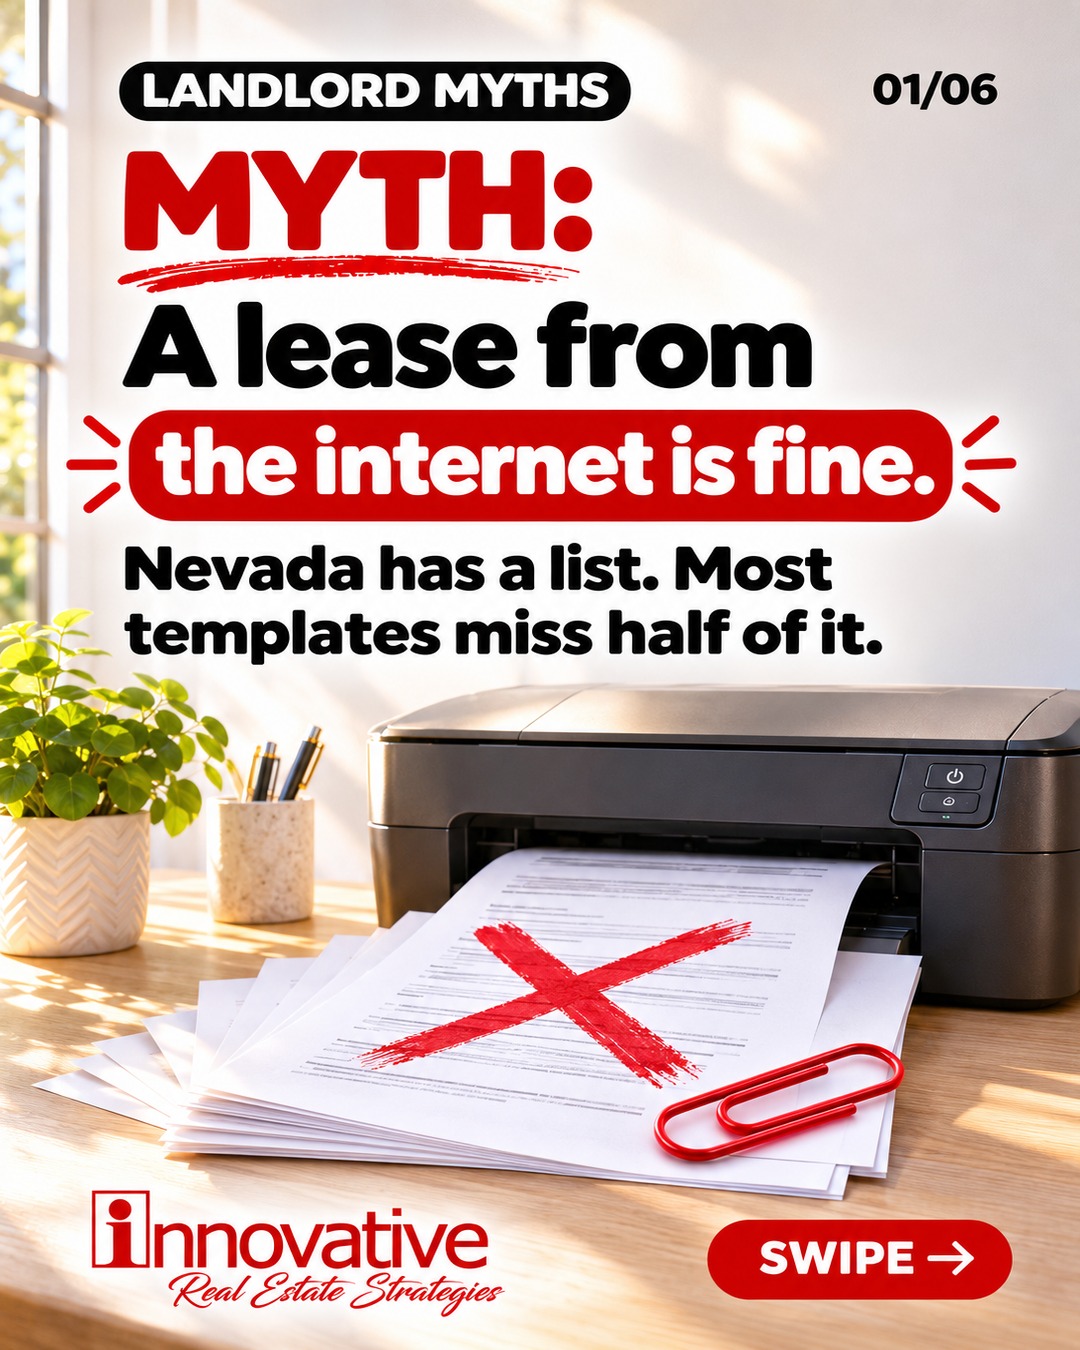 LANDLORD MYTHS
01/06
MYTH:
A lease from
the internet is fine.
Nevada has a list. Most
templates miss half of it.
innovative
Real Estate Strategies
SWIPE →